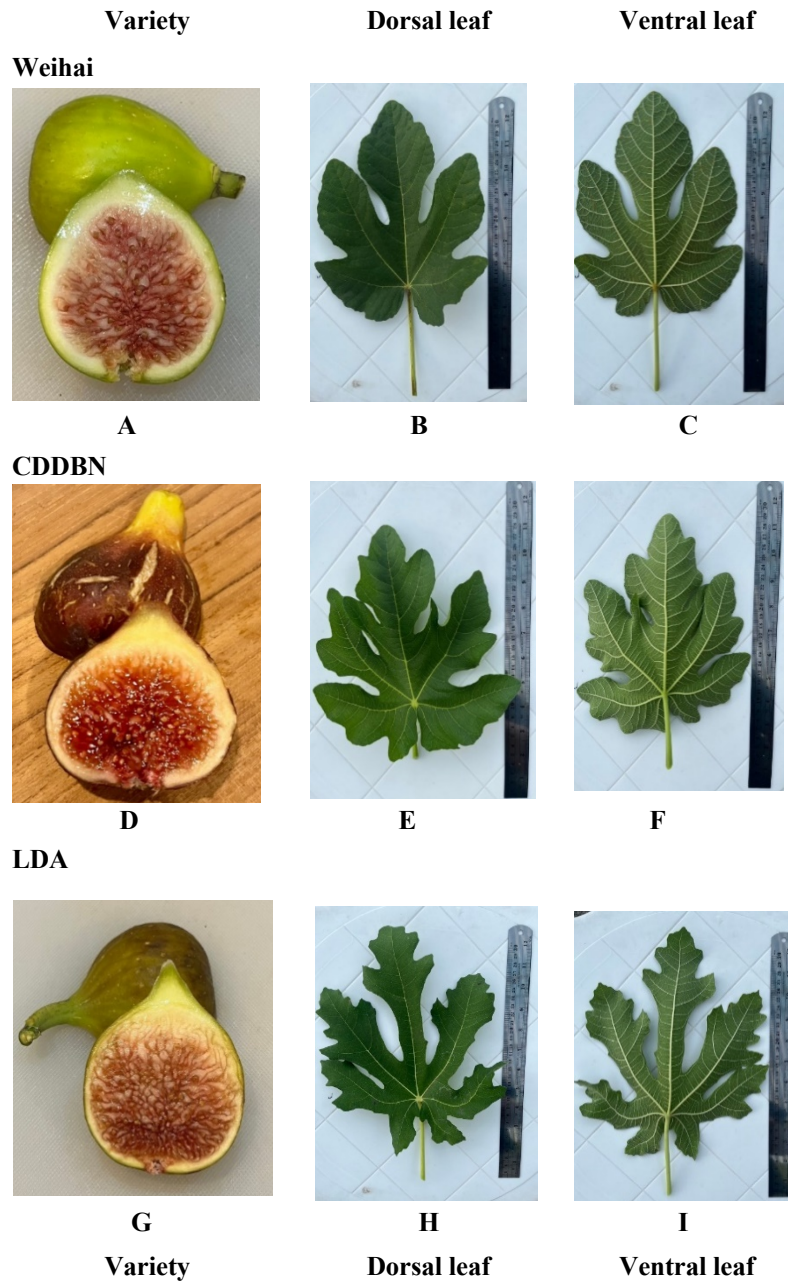 Variety Dorsal leaf Ventral leaf
Weihai
A B C
CDDBN
D E F
LDA
G H I
Variety Dorsal leaf Ventral leaf